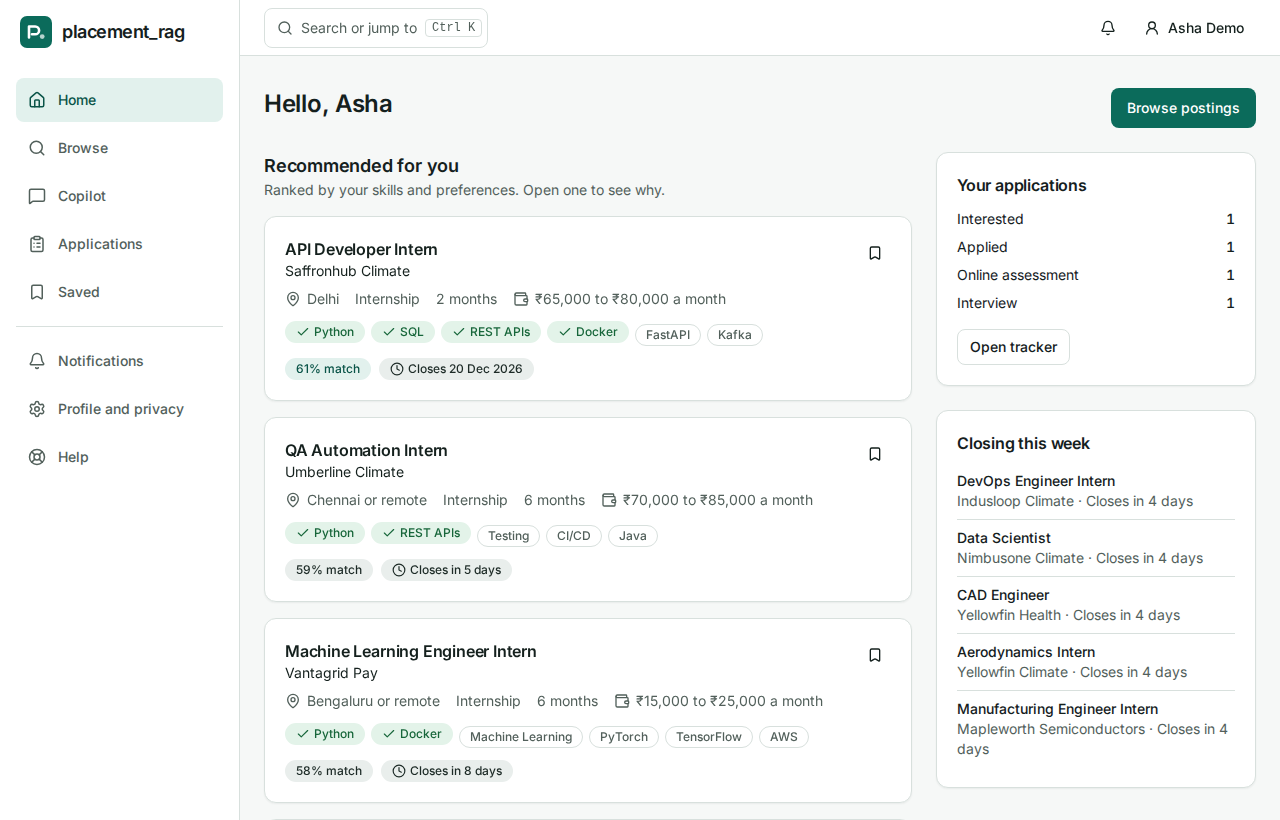 placement_rag
Search or jump to Ctrl K
Asha Demo
Home
Browse
Copilot
Applications
Saved
Notifications
Profile and privacy
Help
Hello, Asha
Browse postings
Recommended for you
Ranked by your skills and preferences. Open one to see why.
API Developer Intern
Saffronhub Climate
Delhi Internship 2 months ₹65,000 to ₹80,000 a month
Python SQL REST APIs Docker FastAPI Kafka
61% match Closes 20 Dec 2026
QA Automation Intern
Umberline Climate
Chennai or remote Internship 6 months ₹70,000 to ₹85,000 a month
Python REST APIs Testing CI/CD Java
59% match Closes in 5 days
Machine Learning Engineer Intern
Vantagrid Pay
Bengaluru or remote Internship 6 months ₹15,000 to ₹25,000 a month
Python Docker Machine Learning PyTorch TensorFlow AWS
58% match Closes in 8 days
Your applications
Interested 1
Applied 1
Online assessment 1
Interview 1
Open tracker
Closing this week
DevOps Engineer Intern
Indusloop Climate · Closes in 4 days
Data Scientist
Nimbusone Climate · Closes in 4 days
CAD Engineer
Yellowfin Health · Closes in 4 days
Aerodynamics Intern
Yellowfin Climate · Closes in 4 days
Manufacturing Engineer Intern
Mapleworth Semiconductors · Closes in 4
days